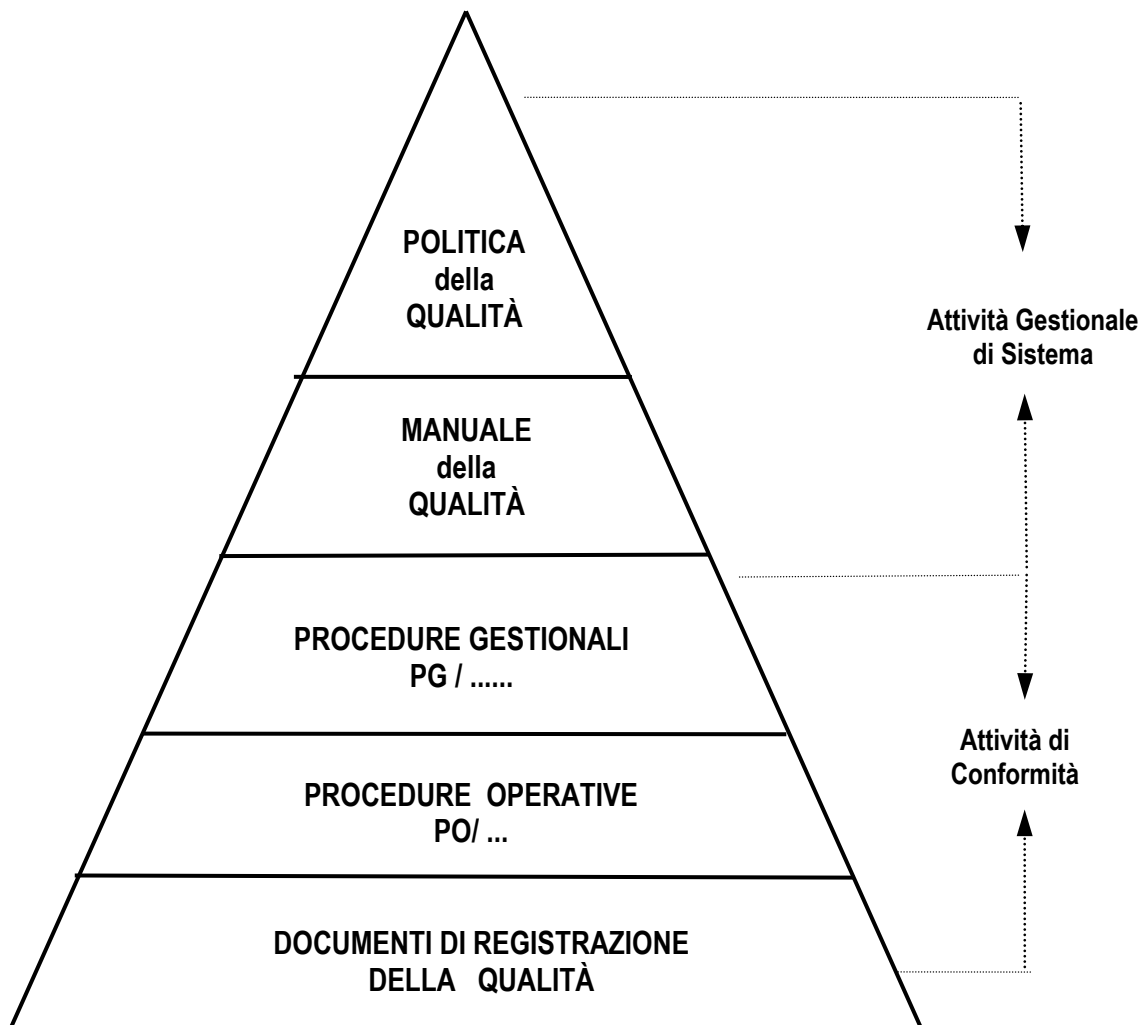 POLITICA
della
QUALITÀ
Attività Gestionale
di Sistema
MANUALE
della
QUALITÀ
PROCEDURE GESTIONALI
PG / ......
Attività di
Conformità
PROCEDURE OPERATIVE
PO/ ...
DOCUMENTI DI REGISTRAZIONE
DELLA QUALITÀ